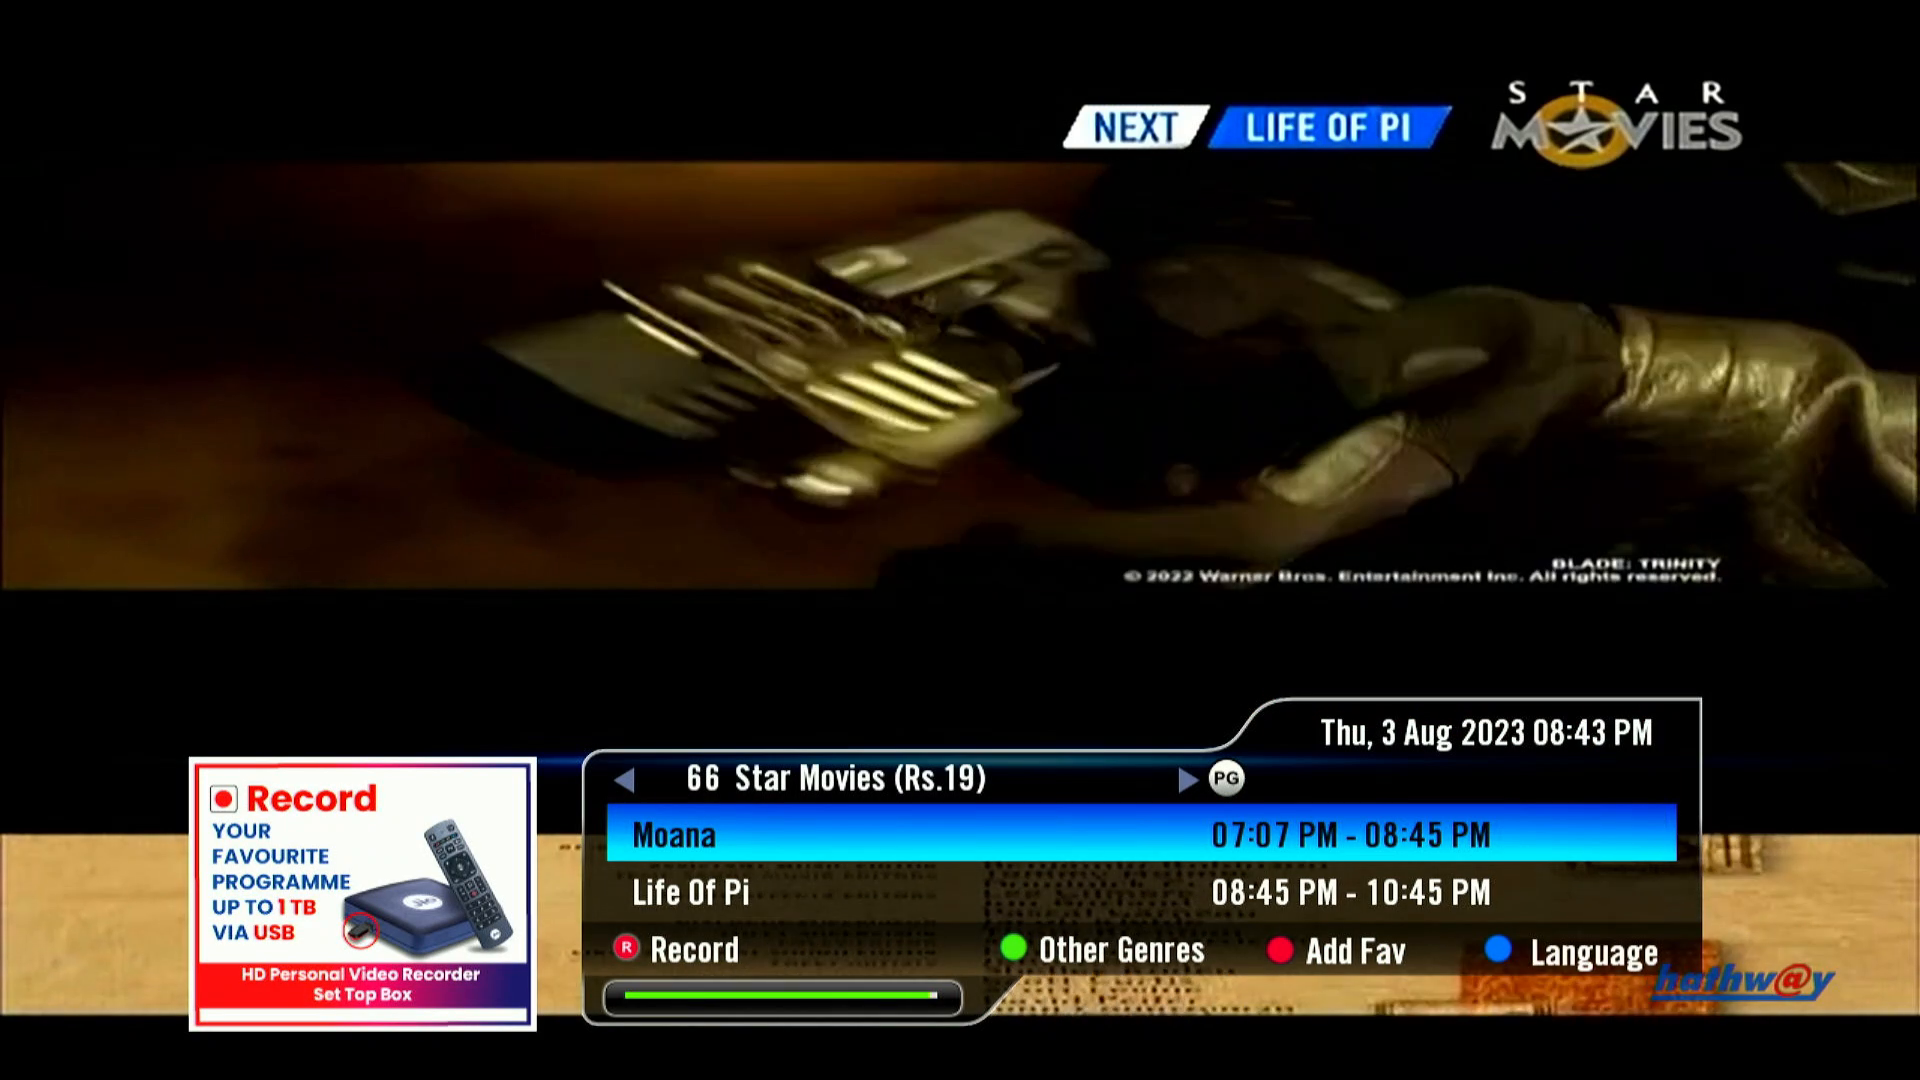 NEXT LIFE OF PI
STAR
MOVIES
BLADE: TRINITY
© 2022 Warner Bros. Entertainment Inc. All rights reserved.
Thu, 3 Aug 2023 08:43 PM
66 Star Movies (Rs.19) PG
Moana 07:07 PM - 08:45 PM
Life Of Pi 08:45 PM - 10:45 PM
R Record Other Genres Add Fav Language
hathw@y
Record
YOUR
FAVOURITE
PROGRAMME
UP TO 1 TB
VIA USB
Jio
HD Personal Video Recorder
Set Top Box